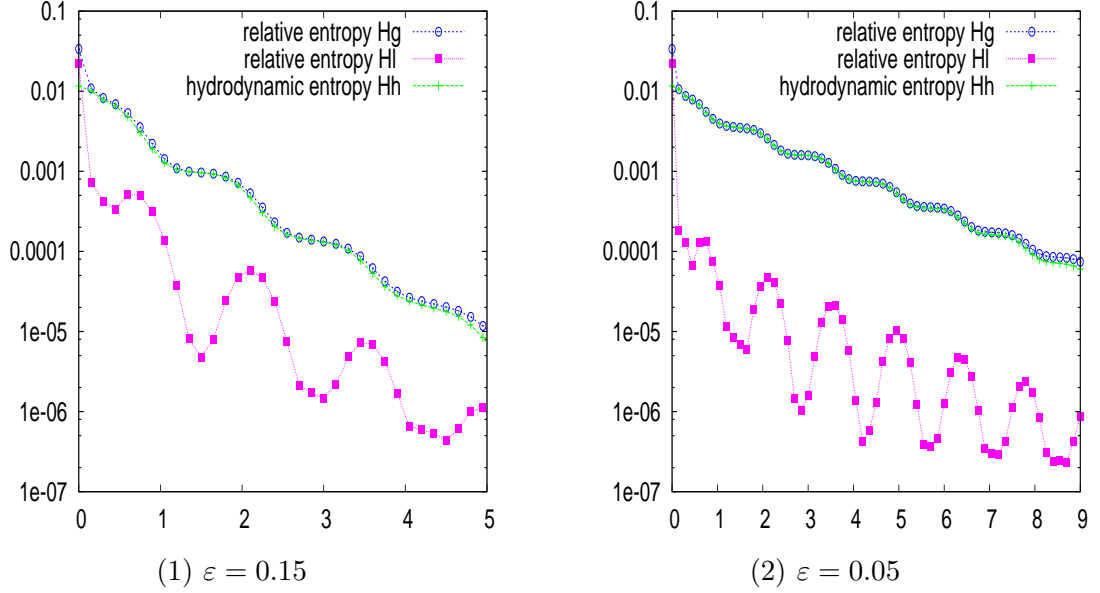 0.1
0.01
0.001
0.0001
1e-05
1e-06
1e-07
0 1 2 3 4 5
relative entropy Hg
relative entropy Hl
hydrodynamic entropy Hh
(1) ε = 0.15
0.1
0.01
0.001
0.0001
1e-05
1e-06
1e-07
0 1 2 3 4 5 6 7 8 9
relative entropy Hg
relative entropy Hl
hydrodynamic entropy Hh
(2) ε = 0.05